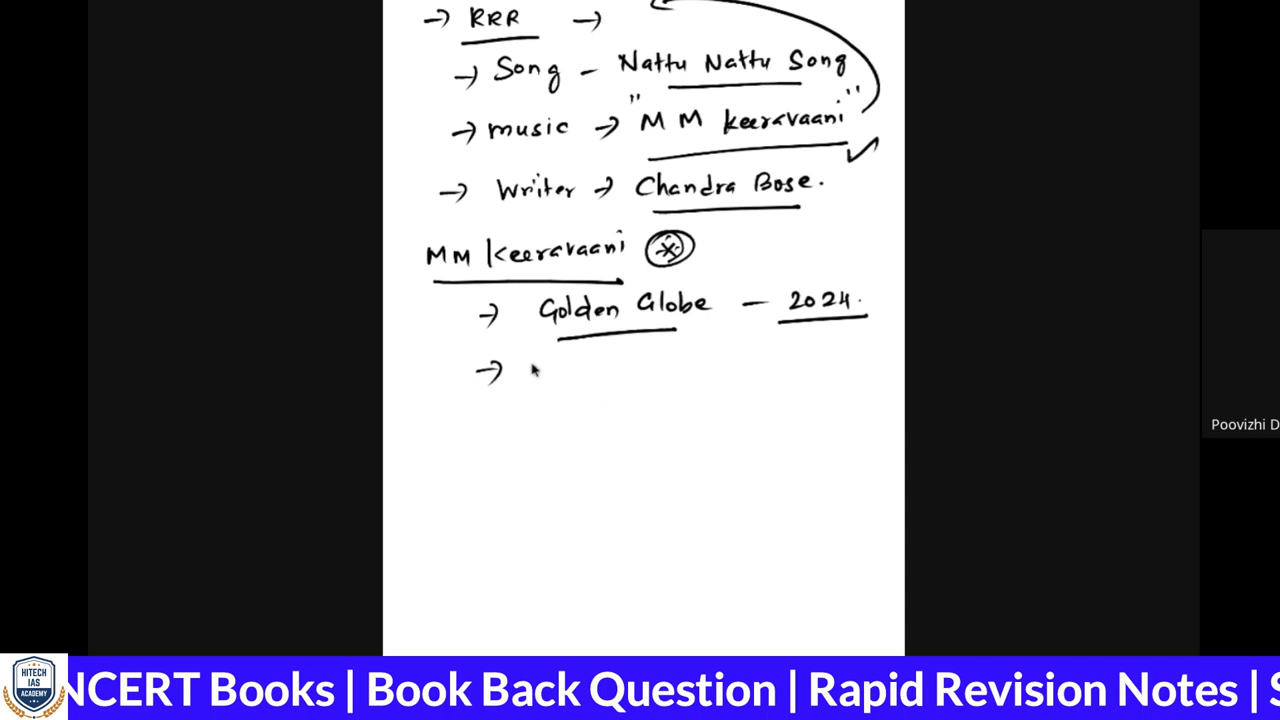 → RRR →
→ Song - Nattu Nattu Song
→ music → "M M keeravaani"
→ Writer → Chandra Bose.
MM keeravaani
→ Golden Globe - 2024.
→
Poovizhi D
HITECH
IAS
ACADEMY
NCERT Books | Book Back Question | Rapid Revision Notes | S